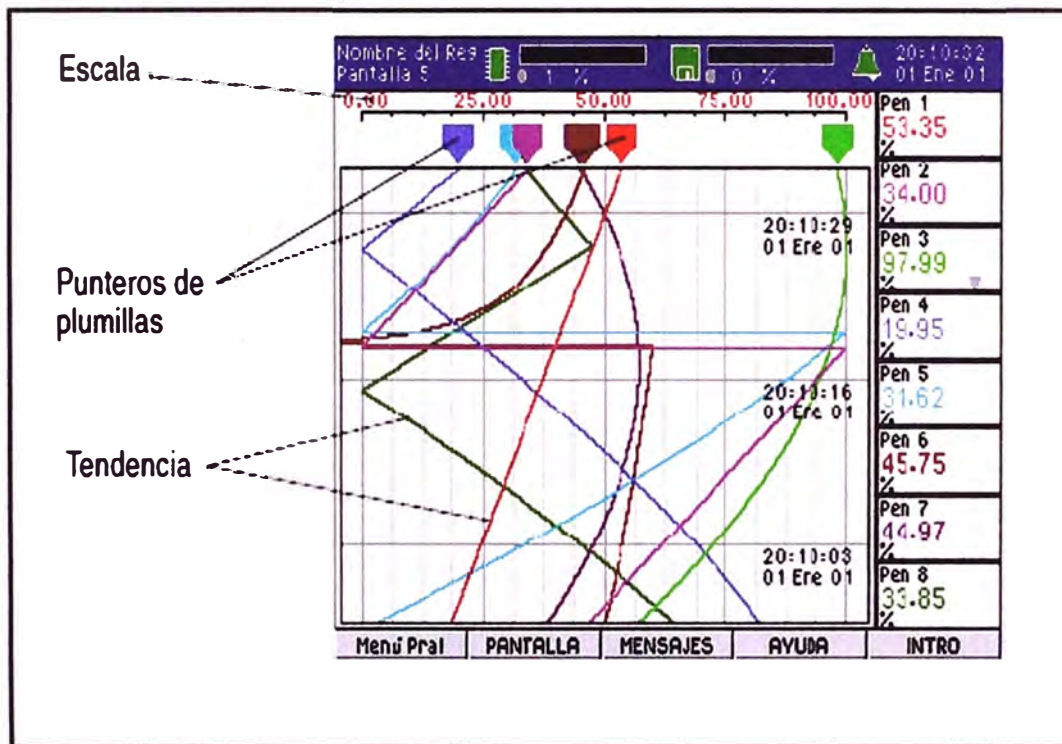 Escala
Punteros de
plumillas
Tendencia
Nombre del Reg
Pantalla 5
1 %
0 %
20:10:32
01 Ene 01
0.00 25.00 50.00 75.00 100.00
20:10:29
01 Ere 01
20:10:16
01 Ere 01
20:10:03
01 Ere 01
Pen 1
53.35
%
Pen 2
34.00
%
Pen 3
97.99
%
Pen 4
19.95
%
Pen 5
31.62
%
Pen 6
45.75
%
Pen 7
44.97
%
Pen 8
33.85
%
Menú Pral PANTALLA MENSAJES AYUDA INTRO